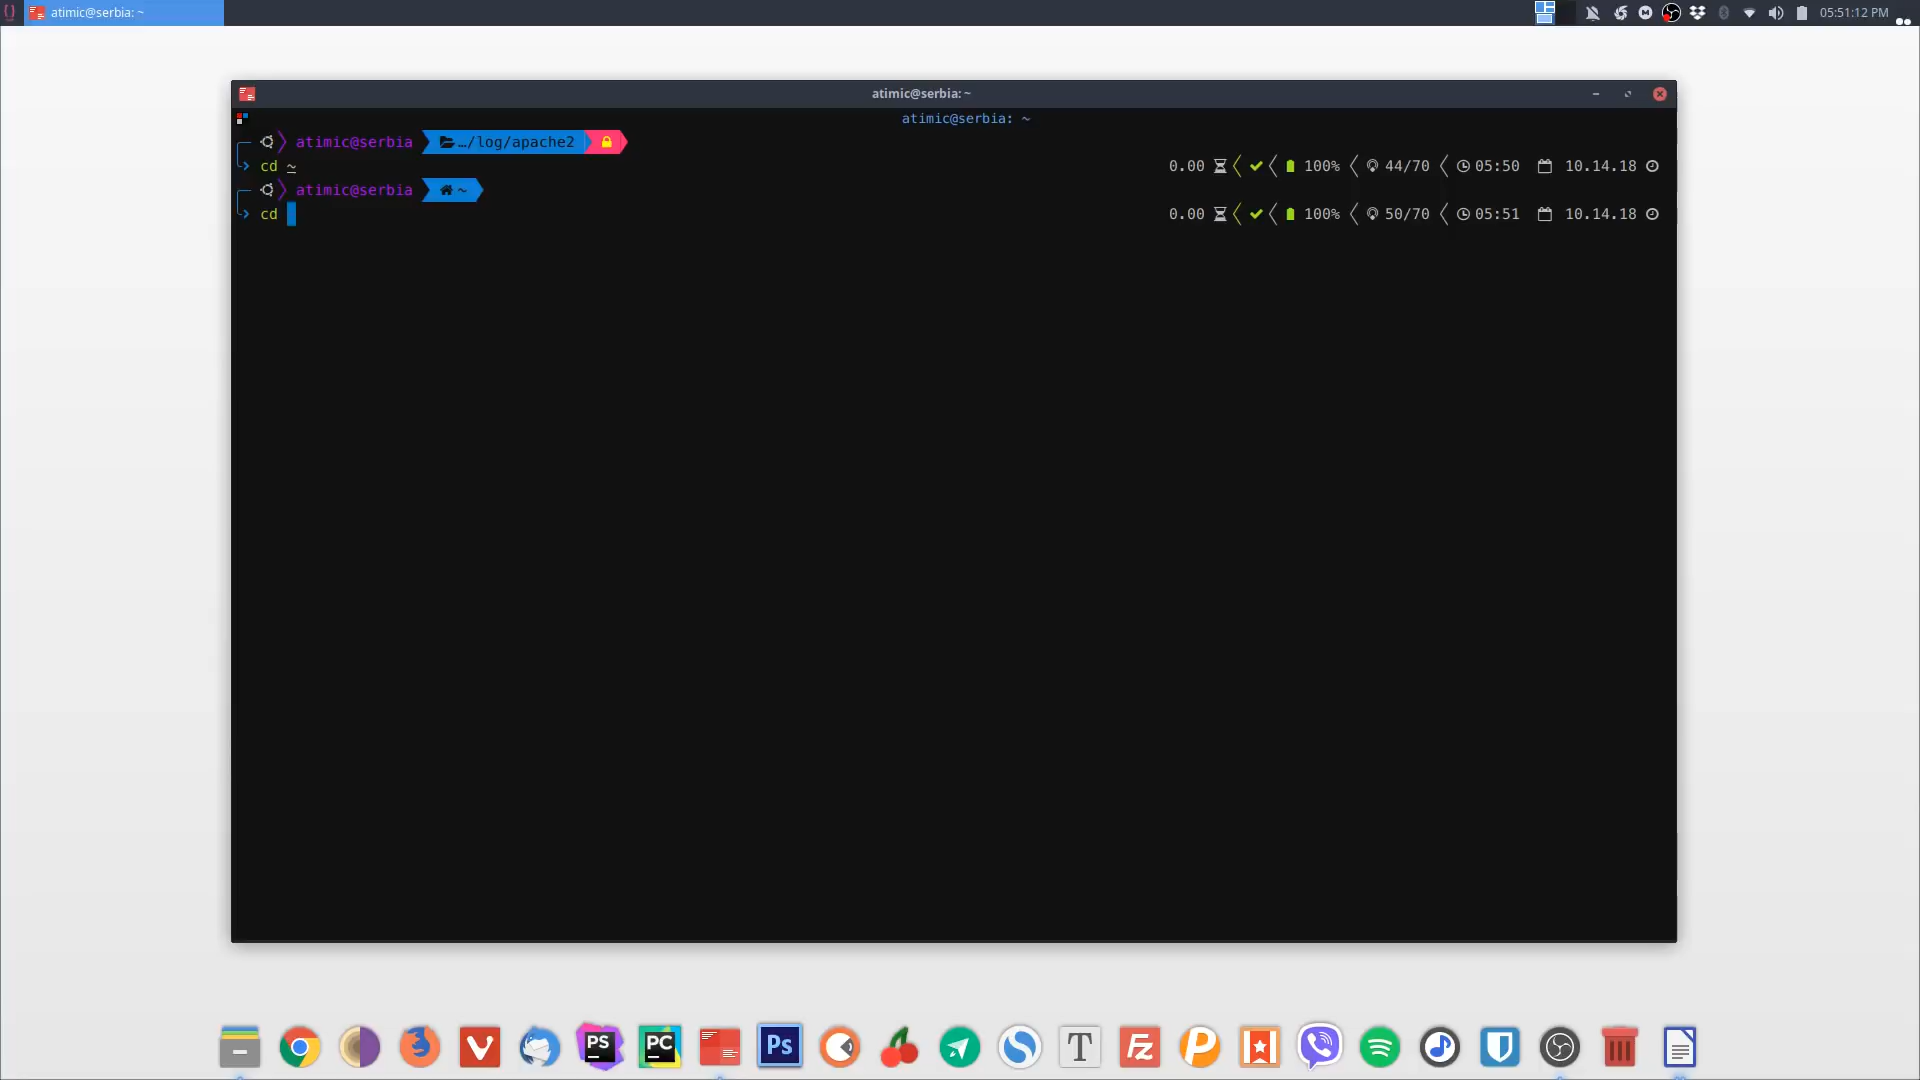 atimic@serbia: ~
05:51:12 PM
atimic@serbia: ~
atimic@serbia: ~
atimic@serbia …/log/apache2
cd ~ 0.00 100% 44/70 05:50 10.14.18
atimic@serbia ~
cd 0.00 100% 50/70 05:51 10.14.18
PS PC Ps T Fz P